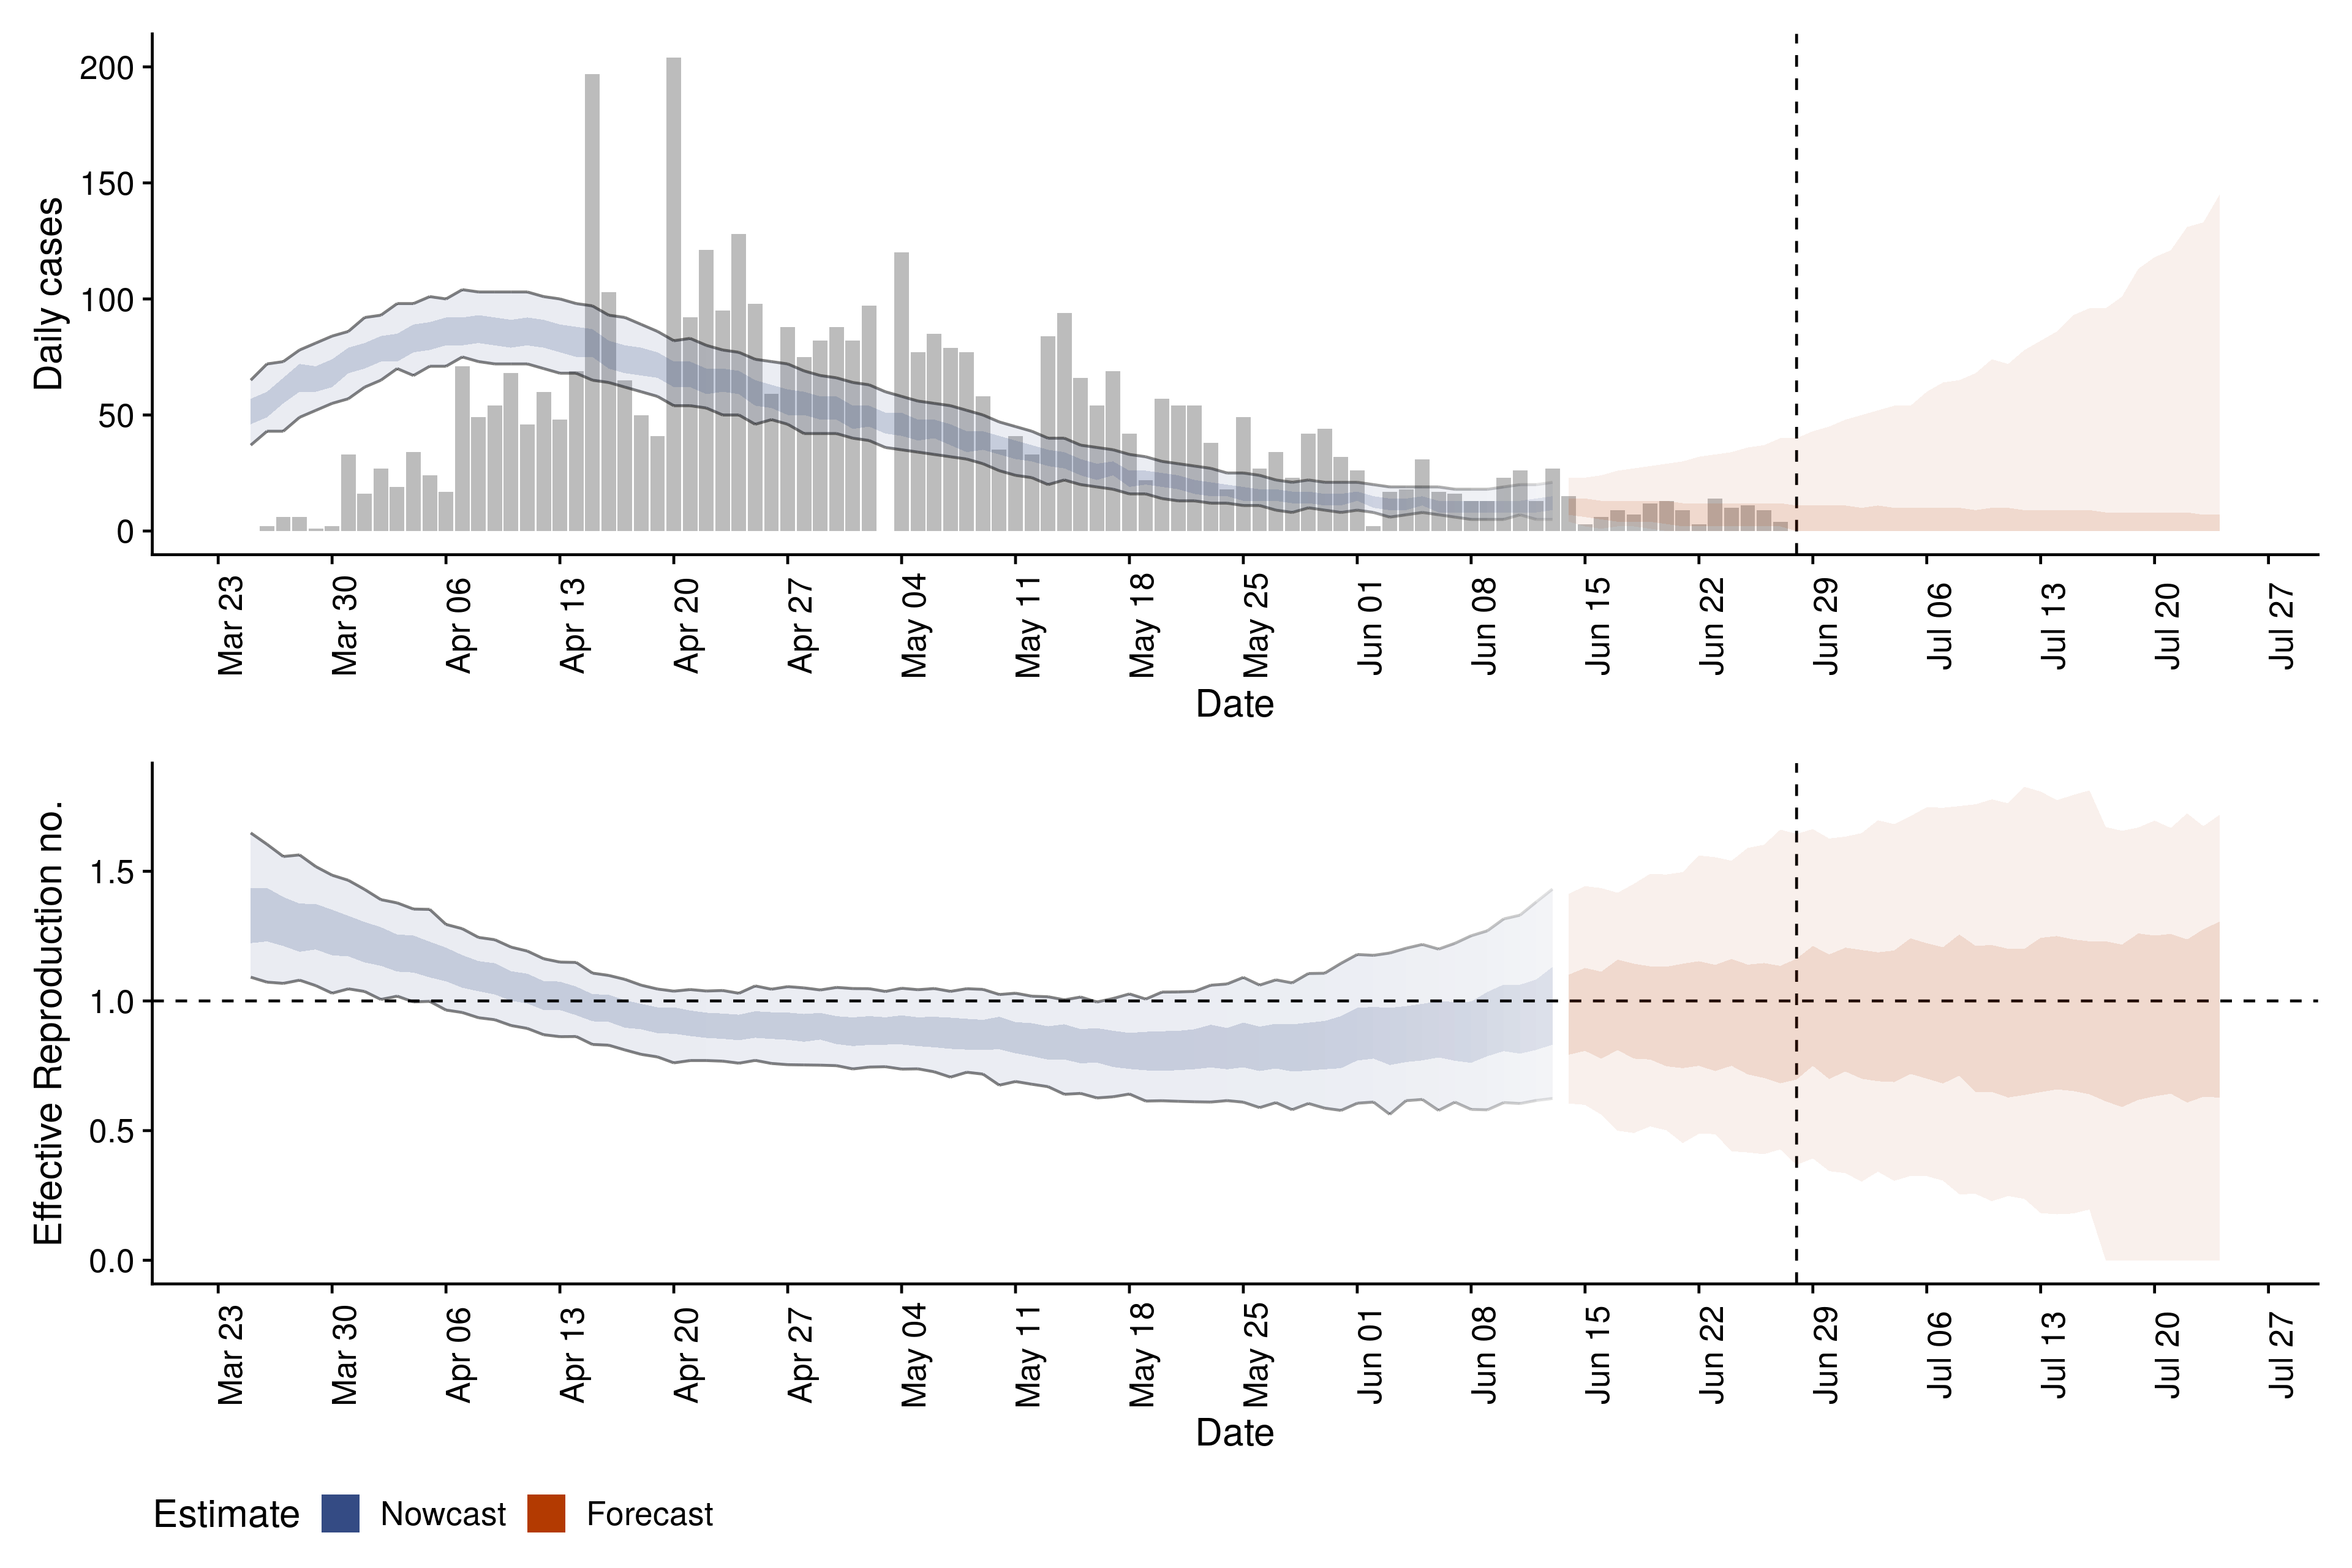 200
150
100
50
0
Daily cases
Mar 23 Mar 30 Apr 06 Apr 13 Apr 20 Apr 27 May 04 May 11 May 18 May 25 Jun 01 Jun 08 Jun 15 Jun 22 Jun 29 Jul 06 Jul 13 Jul 20 Jul 27
Date
1.5
1.0
0.5
0.0
Effective Reproduction no.
Mar 23 Mar 30 Apr 06 Apr 13 Apr 20 Apr 27 May 04 May 11 May 18 May 25 Jun 01 Jun 08 Jun 15 Jun 22 Jun 29 Jul 06 Jul 13 Jul 20 Jul 27
Date
Estimate Nowcast Forecast